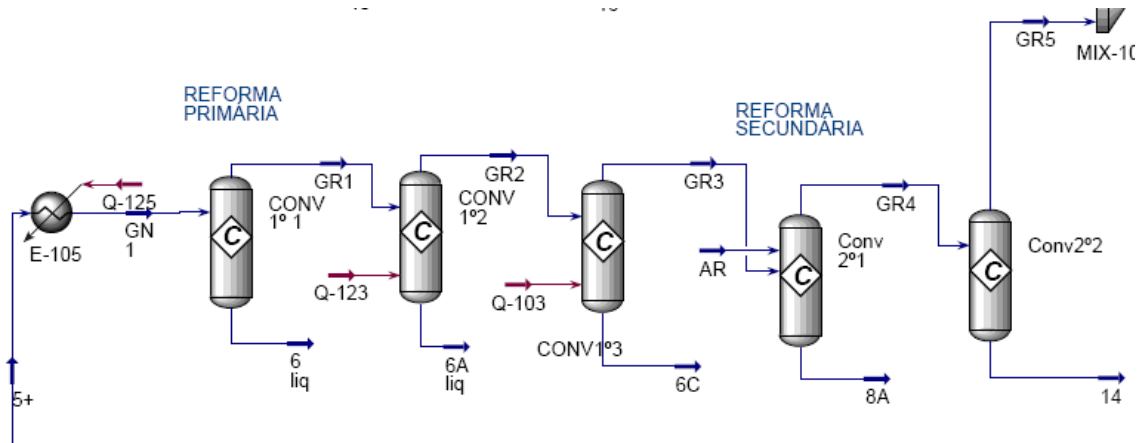 GR5
MIX-10
REFORMA
PRIMÁRIA
REFORMA
SECUNDÁRIA
GR1
GR2
GR3
GR4
Q-125
GN
1
E-105
CONV
1º 1
CONV
1º2
C
C
C
C
C
AR
Conv
2º1
Conv2º2
Q-123
Q-103
6
liq
6A
liq
CONV1º3
6C
8A
14
5+